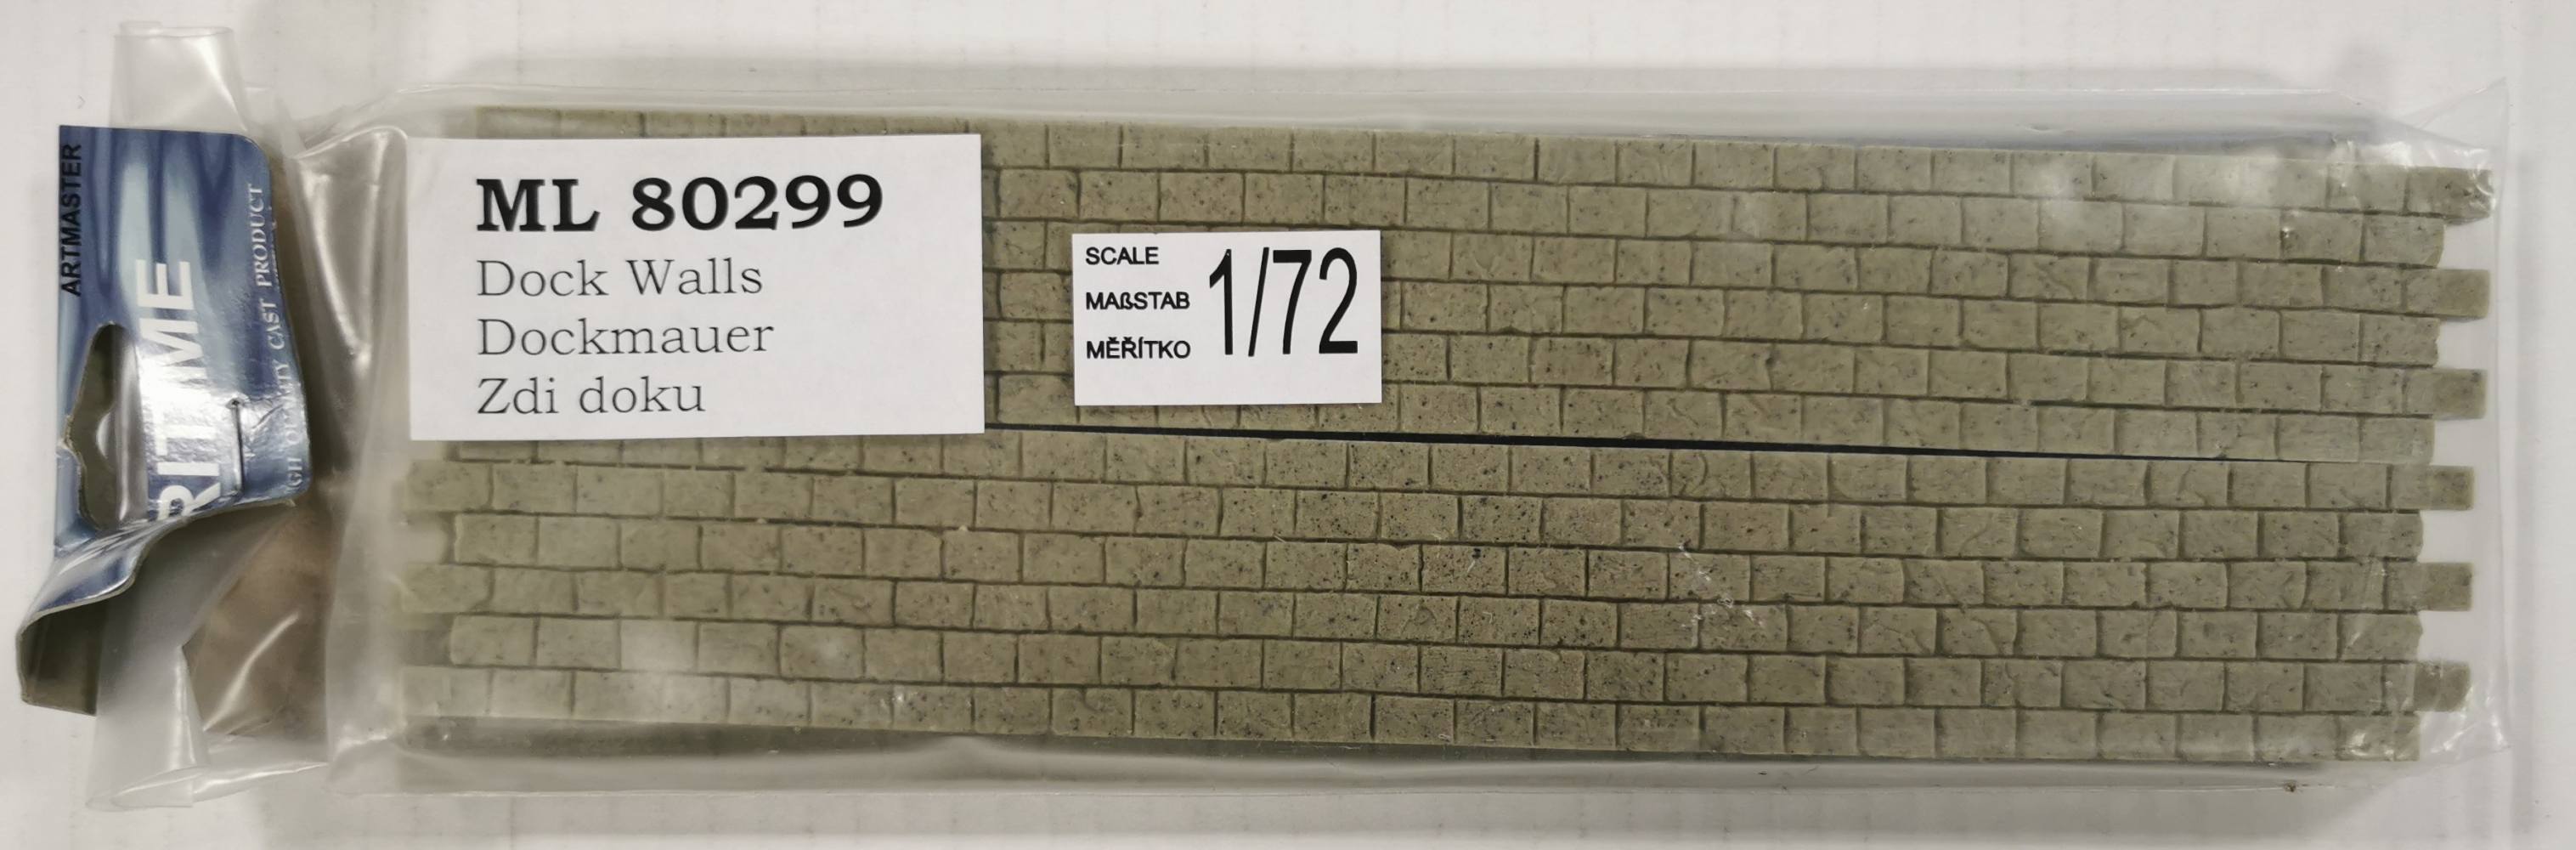 ARTMASTER
RITIME
CAST PRODUCT
ML 80299
Dock Walls
Dockmauer
Zdi doku
SCALE
MAßSTAB
MĚŘÍTKO
1/72